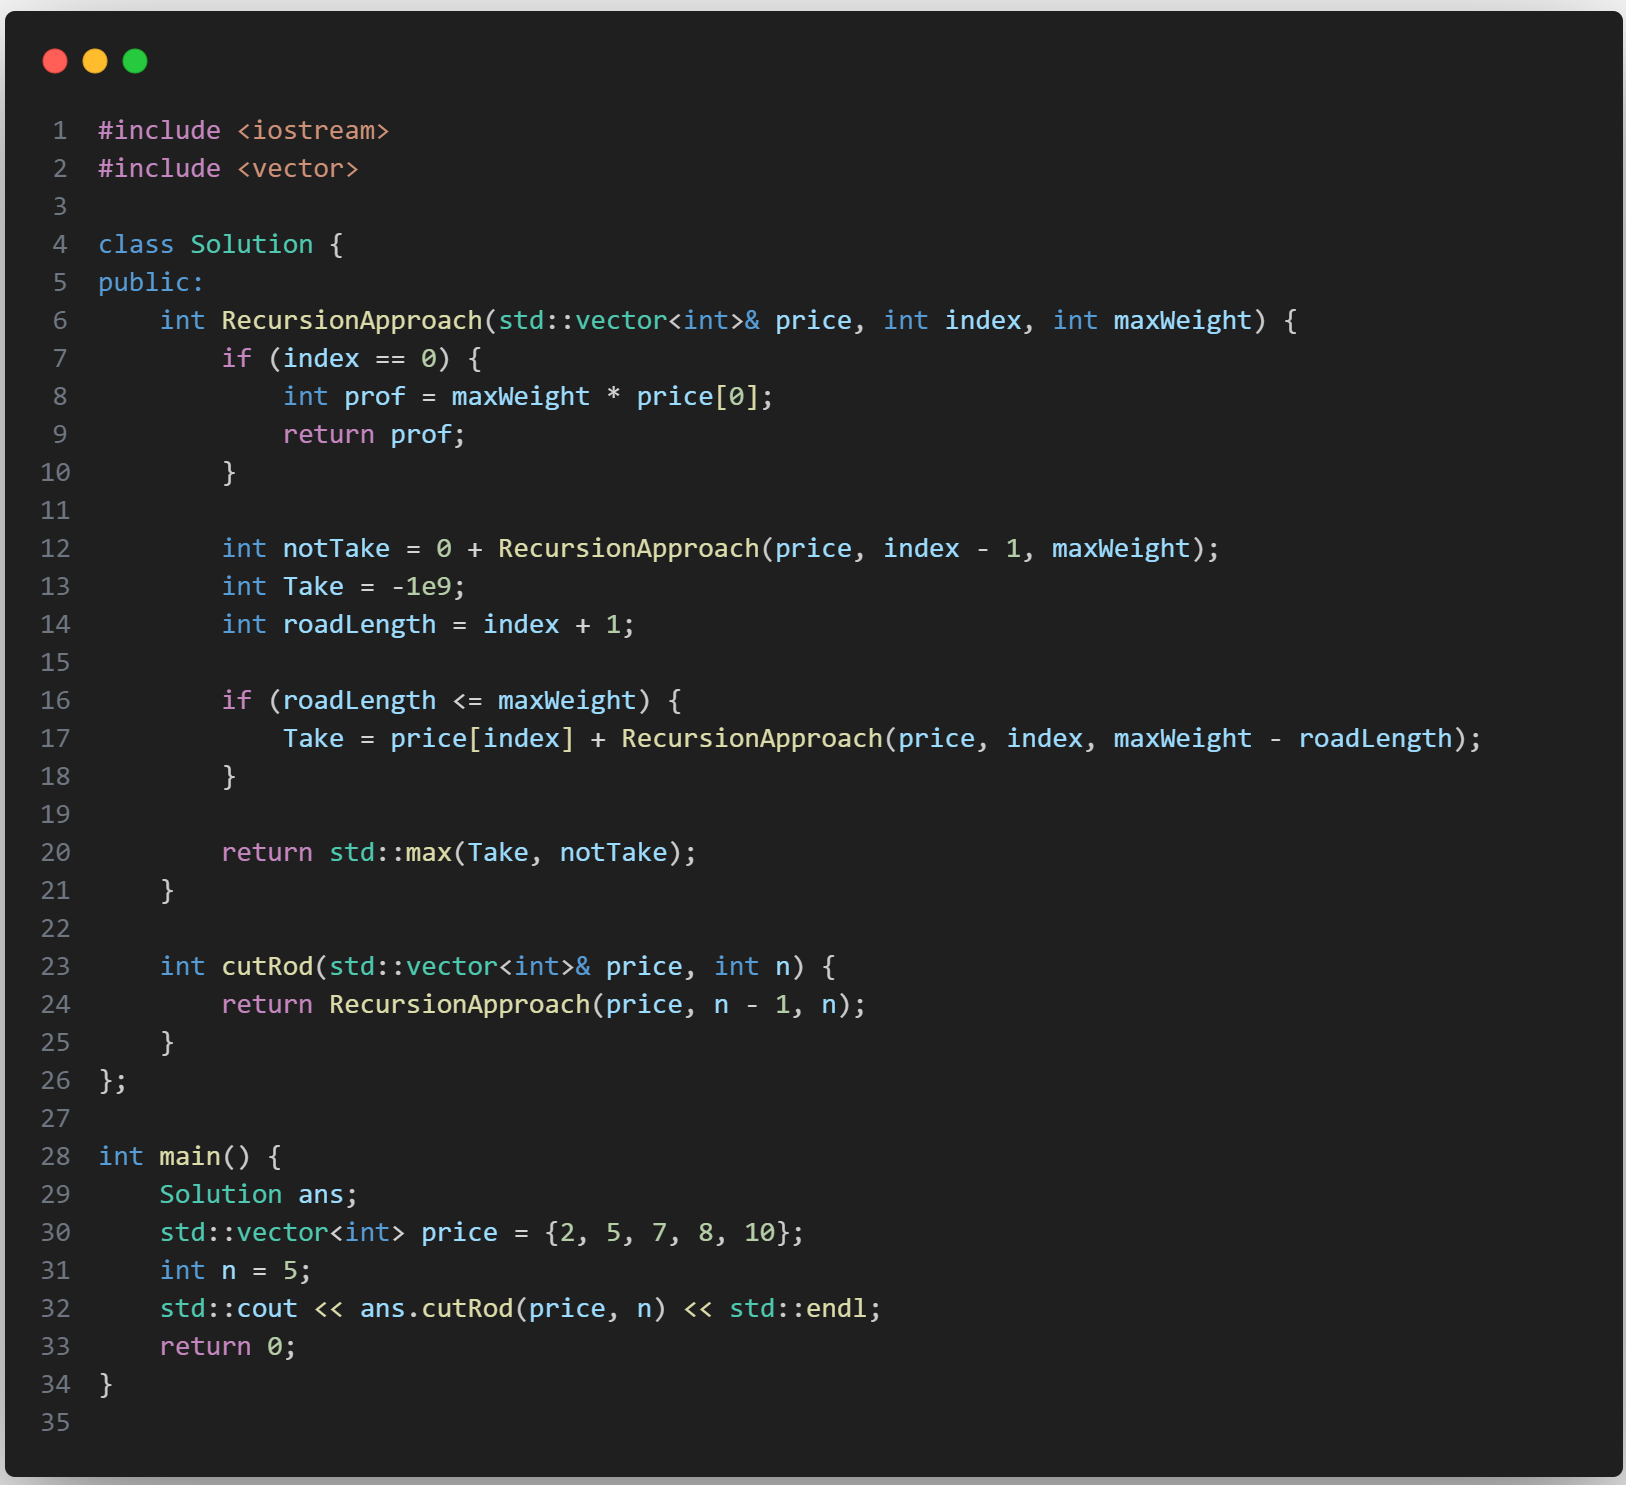 1 #include <iostream>
2 #include <vector>
3
4 class Solution {
5 public:
6     int RecursionApproach(std::vector<int>& price, int index, int maxWeight) {
7         if (index == 0) {
8             int prof = maxWeight * price[0];
9             return prof;
10         }
11
12         int notTake = 0 + RecursionApproach(price, index - 1, maxWeight);
13         int Take = -1e9;
14         int roadLength = index + 1;
15
16         if (roadLength <= maxWeight) {
17             Take = price[index] + RecursionApproach(price, index, maxWeight - roadLength);
18         }
19
20         return std::max(Take, notTake);
21     }
22
23     int cutRod(std::vector<int>& price, int n) {
24         return RecursionApproach(price, n - 1, n);
25     }
26 };
27
28 int main() {
29     Solution ans;
30     std::vector<int> price = {2, 5, 7, 8, 10};
31     int n = 5;
32     std::cout << ans.cutRod(price, n) << std::endl;
33     return 0;
34 }
35